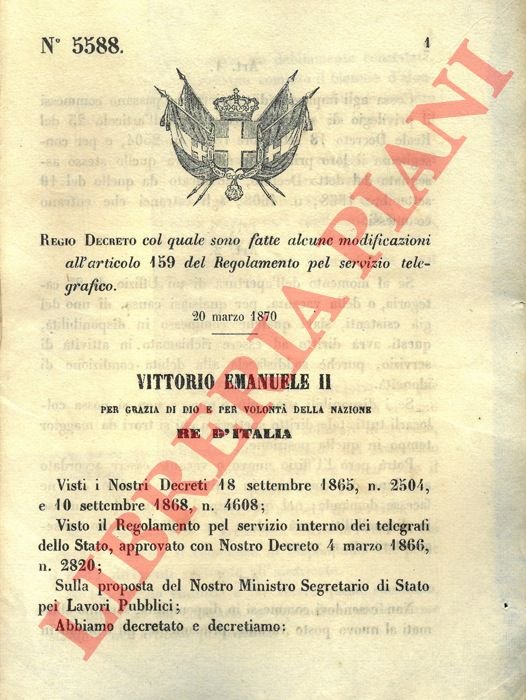 N° 5588.
1
REGIO DECRETO col quale sono fatte alcune modificazioni
all'articolo 159 del Regolamento pel servizio tele-
grafico.
20 marzo 1870
VITTORIO EMANUELE II
PER GRAZIA DI DIO E PER VOLONTÀ DELLA NAZIONE
RE D'ITALIA
Visti i Nostri Decreti 18 settembre 1865, n. 2504,
e 10 settembre 1868, n. 4608;
Visto il Regolamento pel servizio interno dei telegrafi
dello Stato, approvato con Nostro Decreto 4 marzo 1866,
n. 2820;
Sulla proposta del Nostro Ministro Segretario di Stato
pei Lavori Pubblici;
Abbiamo decretato e decretiamo:
LIBRERIA PIANI